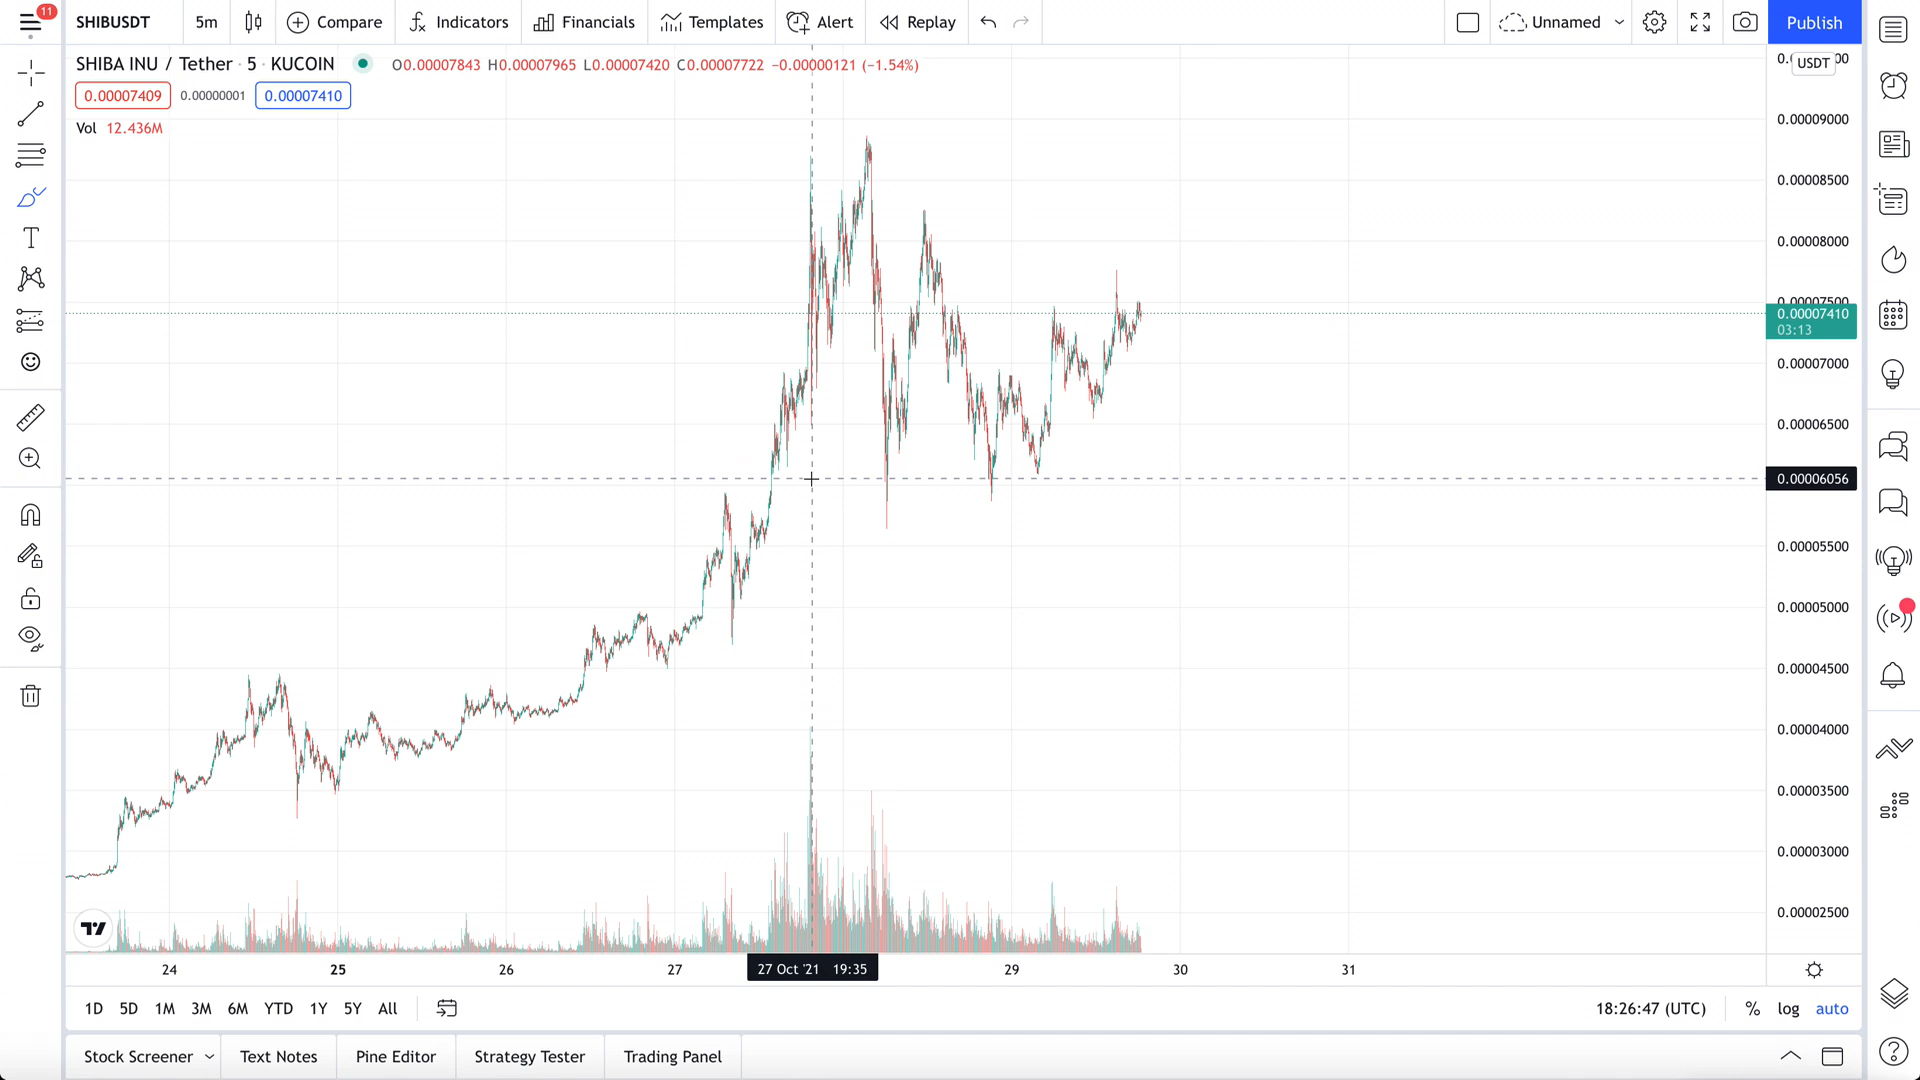 11
SHIBUSDT 5m Compare Indicators Financials Templates Alert Replay Unnamed Publish
SHIBA INU / Tether · 5 · KUCOIN O0.00007843 H0.00007965 L0.00007420 C0.00007722 −0.00000121 (−1.54%)
USDT
0.00007409 0.00000001 0.00007410
Vol 12.436M
0.00009000
0.00008500
0.00008000
0.00007500
0.00007410
03:13
0.00007000
0.00006500
0.00006056
0.00005500
0.00005000
0.00004500
0.00004000
0.00003500
0.00003000
0.00002500
24 25 26 27 27 Oct '21 19:35 29 30 31
1D 5D 1M 3M 6M YTD 1Y 5Y All 18:26:47 (UTC) % log auto
Stock Screener Text Notes Pine Editor Strategy Tester Trading Panel